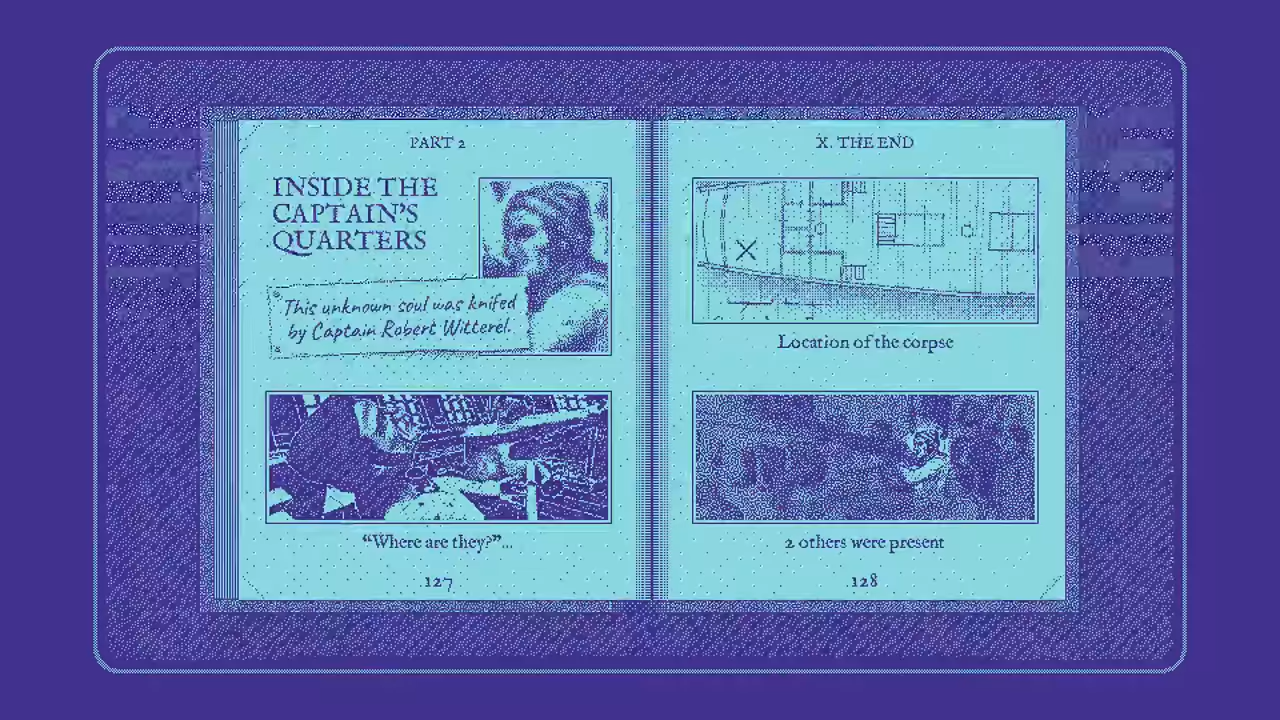 PART 2
INSIDE THE
CAPTAIN'S
QUARTERS
This unknown soul was knifed
by Captain Robert Witterel.
"Where are they?"...
127
X. THE END
Location of the corpse
2 others were present
128